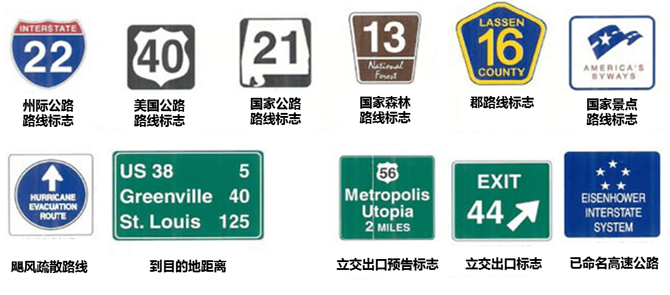 INTERSTATE
22
州际公路
路线标志
40
美国公路
路线标志
21
国家公路
路线标志
13
National
Forest
国家森林
路线标志
LASSEN
16
COUNTY
郡路线标志
AMERICA'S
BYWAYS
国家景点
路线标志
HURRICANE
EVACUATION
ROUTE
飓风疏散路线
US 38 5
Greenville 40
St. Louis 125
到目的地距离
56
Metropolis
Utopia
2 MILES
立交出口预告标志
EXIT
44
立交出口标志
EISENHOWER
INTERSTATE
SYSTEM
已命名高速公路